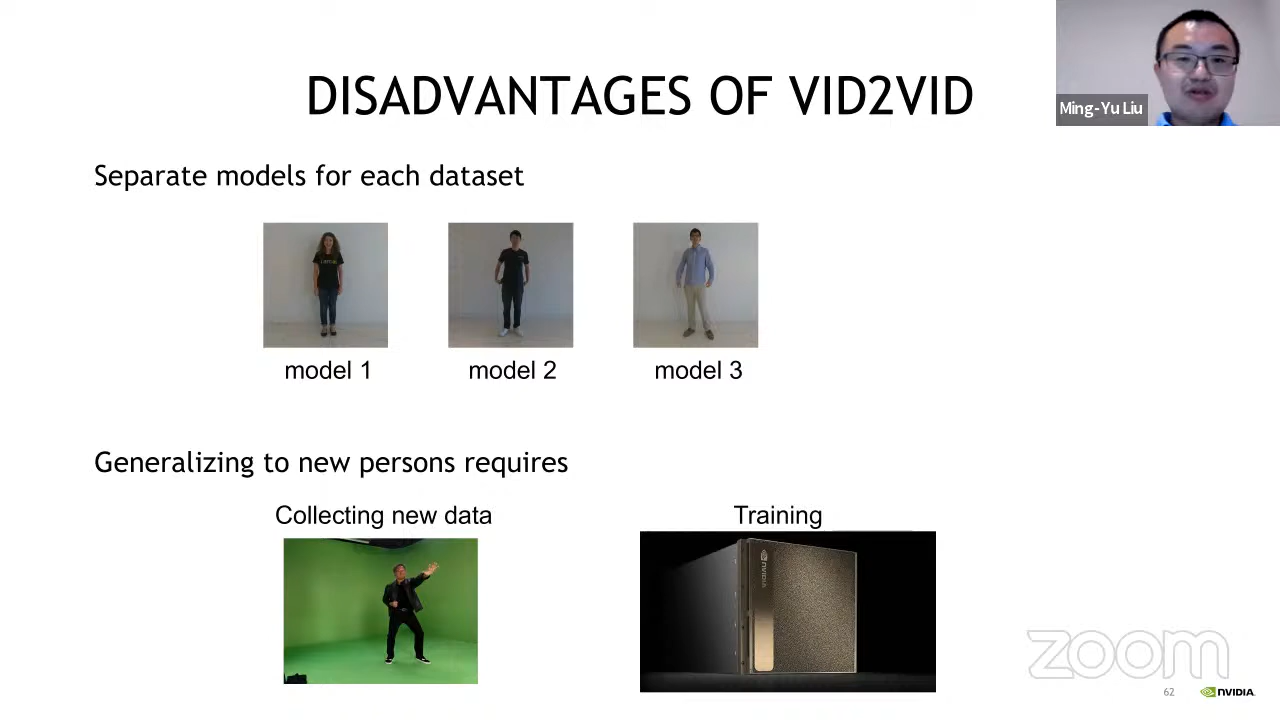 DISADVANTAGES OF VID2VID
Ming-Yu Liu
Separate models for each dataset
model 1
model 2
model 3
Generalizing to new persons requires
Collecting new data
Training
NVIDIA
zoom
62
NVIDIA.